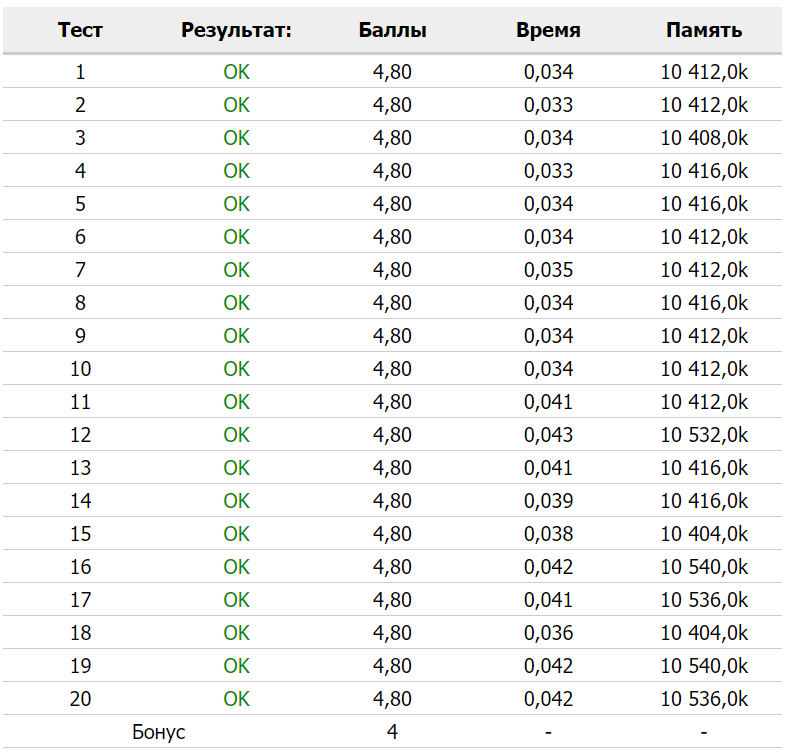 Тест Результат: Баллы Время Память
1 OK 4,80 0,034 10 412,0k
2 OK 4,80 0,033 10 412,0k
3 OK 4,80 0,034 10 408,0k
4 OK 4,80 0,033 10 416,0k
5 OK 4,80 0,034 10 416,0k
6 OK 4,80 0,034 10 412,0k
7 OK 4,80 0,035 10 412,0k
8 OK 4,80 0,034 10 416,0k
9 OK 4,80 0,034 10 412,0k
10 OK 4,80 0,034 10 412,0k
11 OK 4,80 0,041 10 412,0k
12 OK 4,80 0,043 10 532,0k
13 OK 4,80 0,041 10 416,0k
14 OK 4,80 0,039 10 416,0k
15 OK 4,80 0,038 10 404,0k
16 OK 4,80 0,042 10 540,0k
17 OK 4,80 0,041 10 536,0k
18 OK 4,80 0,036 10 404,0k
19 OK 4,80 0,042 10 540,0k
20 OK 4,80 0,042 10 536,0k
Бонус 4 - -